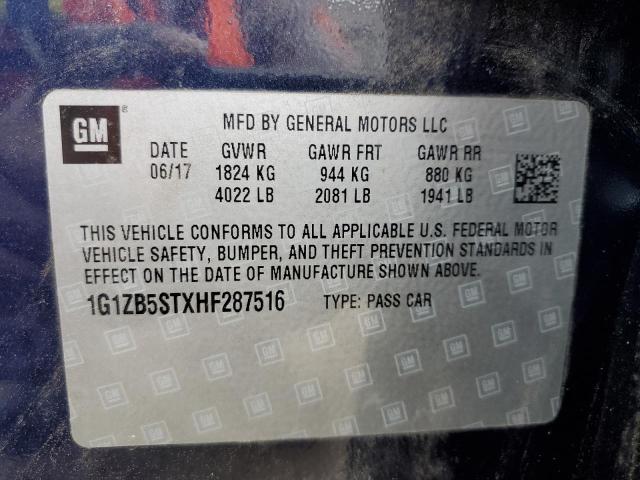 GM ® MFD BY GENERAL MOTORS LLC
DATE GVWR GAWR FRT GAWR RR
06/17 1824 KG 944 KG 880 KG
4022 LB 2081 LB 1941 LB
THIS VEHICLE CONFORMS TO ALL APPLICABLE U.S. FEDERAL MOTOR
VEHICLE SAFETY, BUMPER, AND THEFT PREVENTION STANDARDS IN
EFFECT ON THE DATE OF MANUFACTURE SHOWN ABOVE.
1G1ZB5STXHF287516 TYPE: PASS CAR